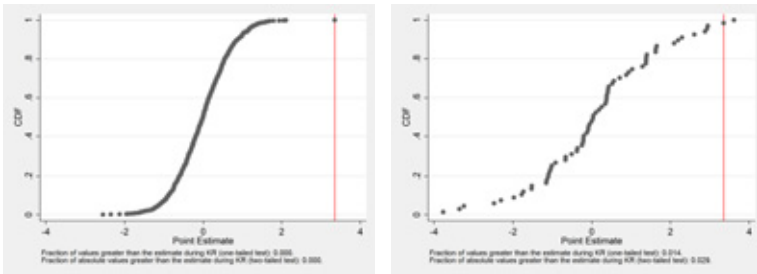 CDF
1
.8
.6
.4
.2
0
-4
-2
0
2
4
Point Estimate
Fraction of values greater than the estimate during KR (one-tailed test): 0.000.
Fraction of absolute values greater than the estimate during KR (two-tailed test): 0.000.
CDF
1
.8
.6
.4
.2
0
-4
-2
0
2
4
Point Estimate
Fraction of values greater than the estimate during KR (one-tailed test): 0.014.
Fraction of absolute values greater than the estimate during KR (two-tailed test): 0.029.